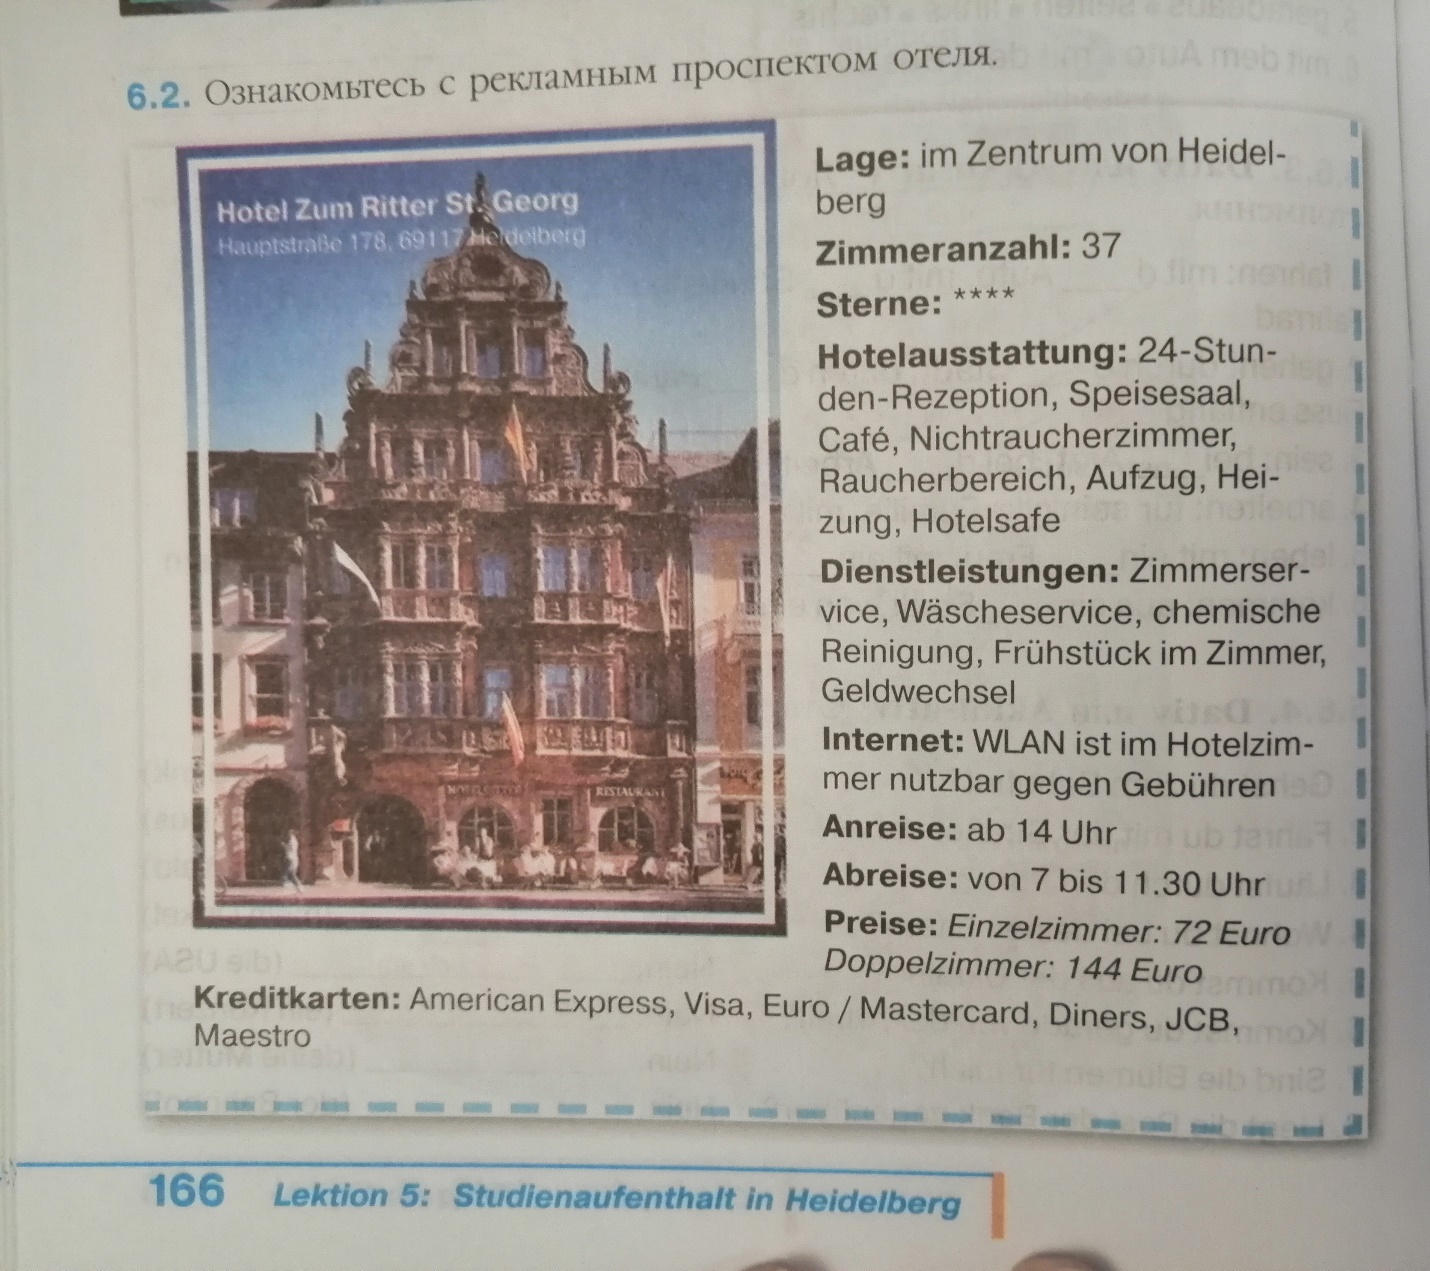 6.2. Ознакомьтесь с рекламным проспектом отеля.
Hotel Zum Ritter St. Georg
Hauptstraße 178, 69117 Heidelberg
RESTAURANT
Lage: im Zentrum von Heidel-
berg
Zimmeranzahl: 37
Sterne: ****
Hotelausstattung: 24-Stun-
den-Rezeption, Speisesaal,
Café, Nichtraucherzimmer,
Raucherbereich, Aufzug, Hei-
zung, Hotelsafe
Dienstleistungen: Zimmerser-
vice, Wäscheservice, chemische
Reinigung, Frühstück im Zimmer,
Geldwechsel
Internet: WLAN ist im Hotelzim-
mer nutzbar gegen Gebühren
Anreise: ab 14 Uhr
Abreise: von 7 bis 11.30 Uhr
Preise: Einzelzimmer: 72 Euro
Doppelzimmer: 144 Euro
Kreditkarten: American Express, Visa, Euro / Mastercard, Diners, JCB,
Maestro
166 Lektion 5: Studienaufenthalt in Heidelberg